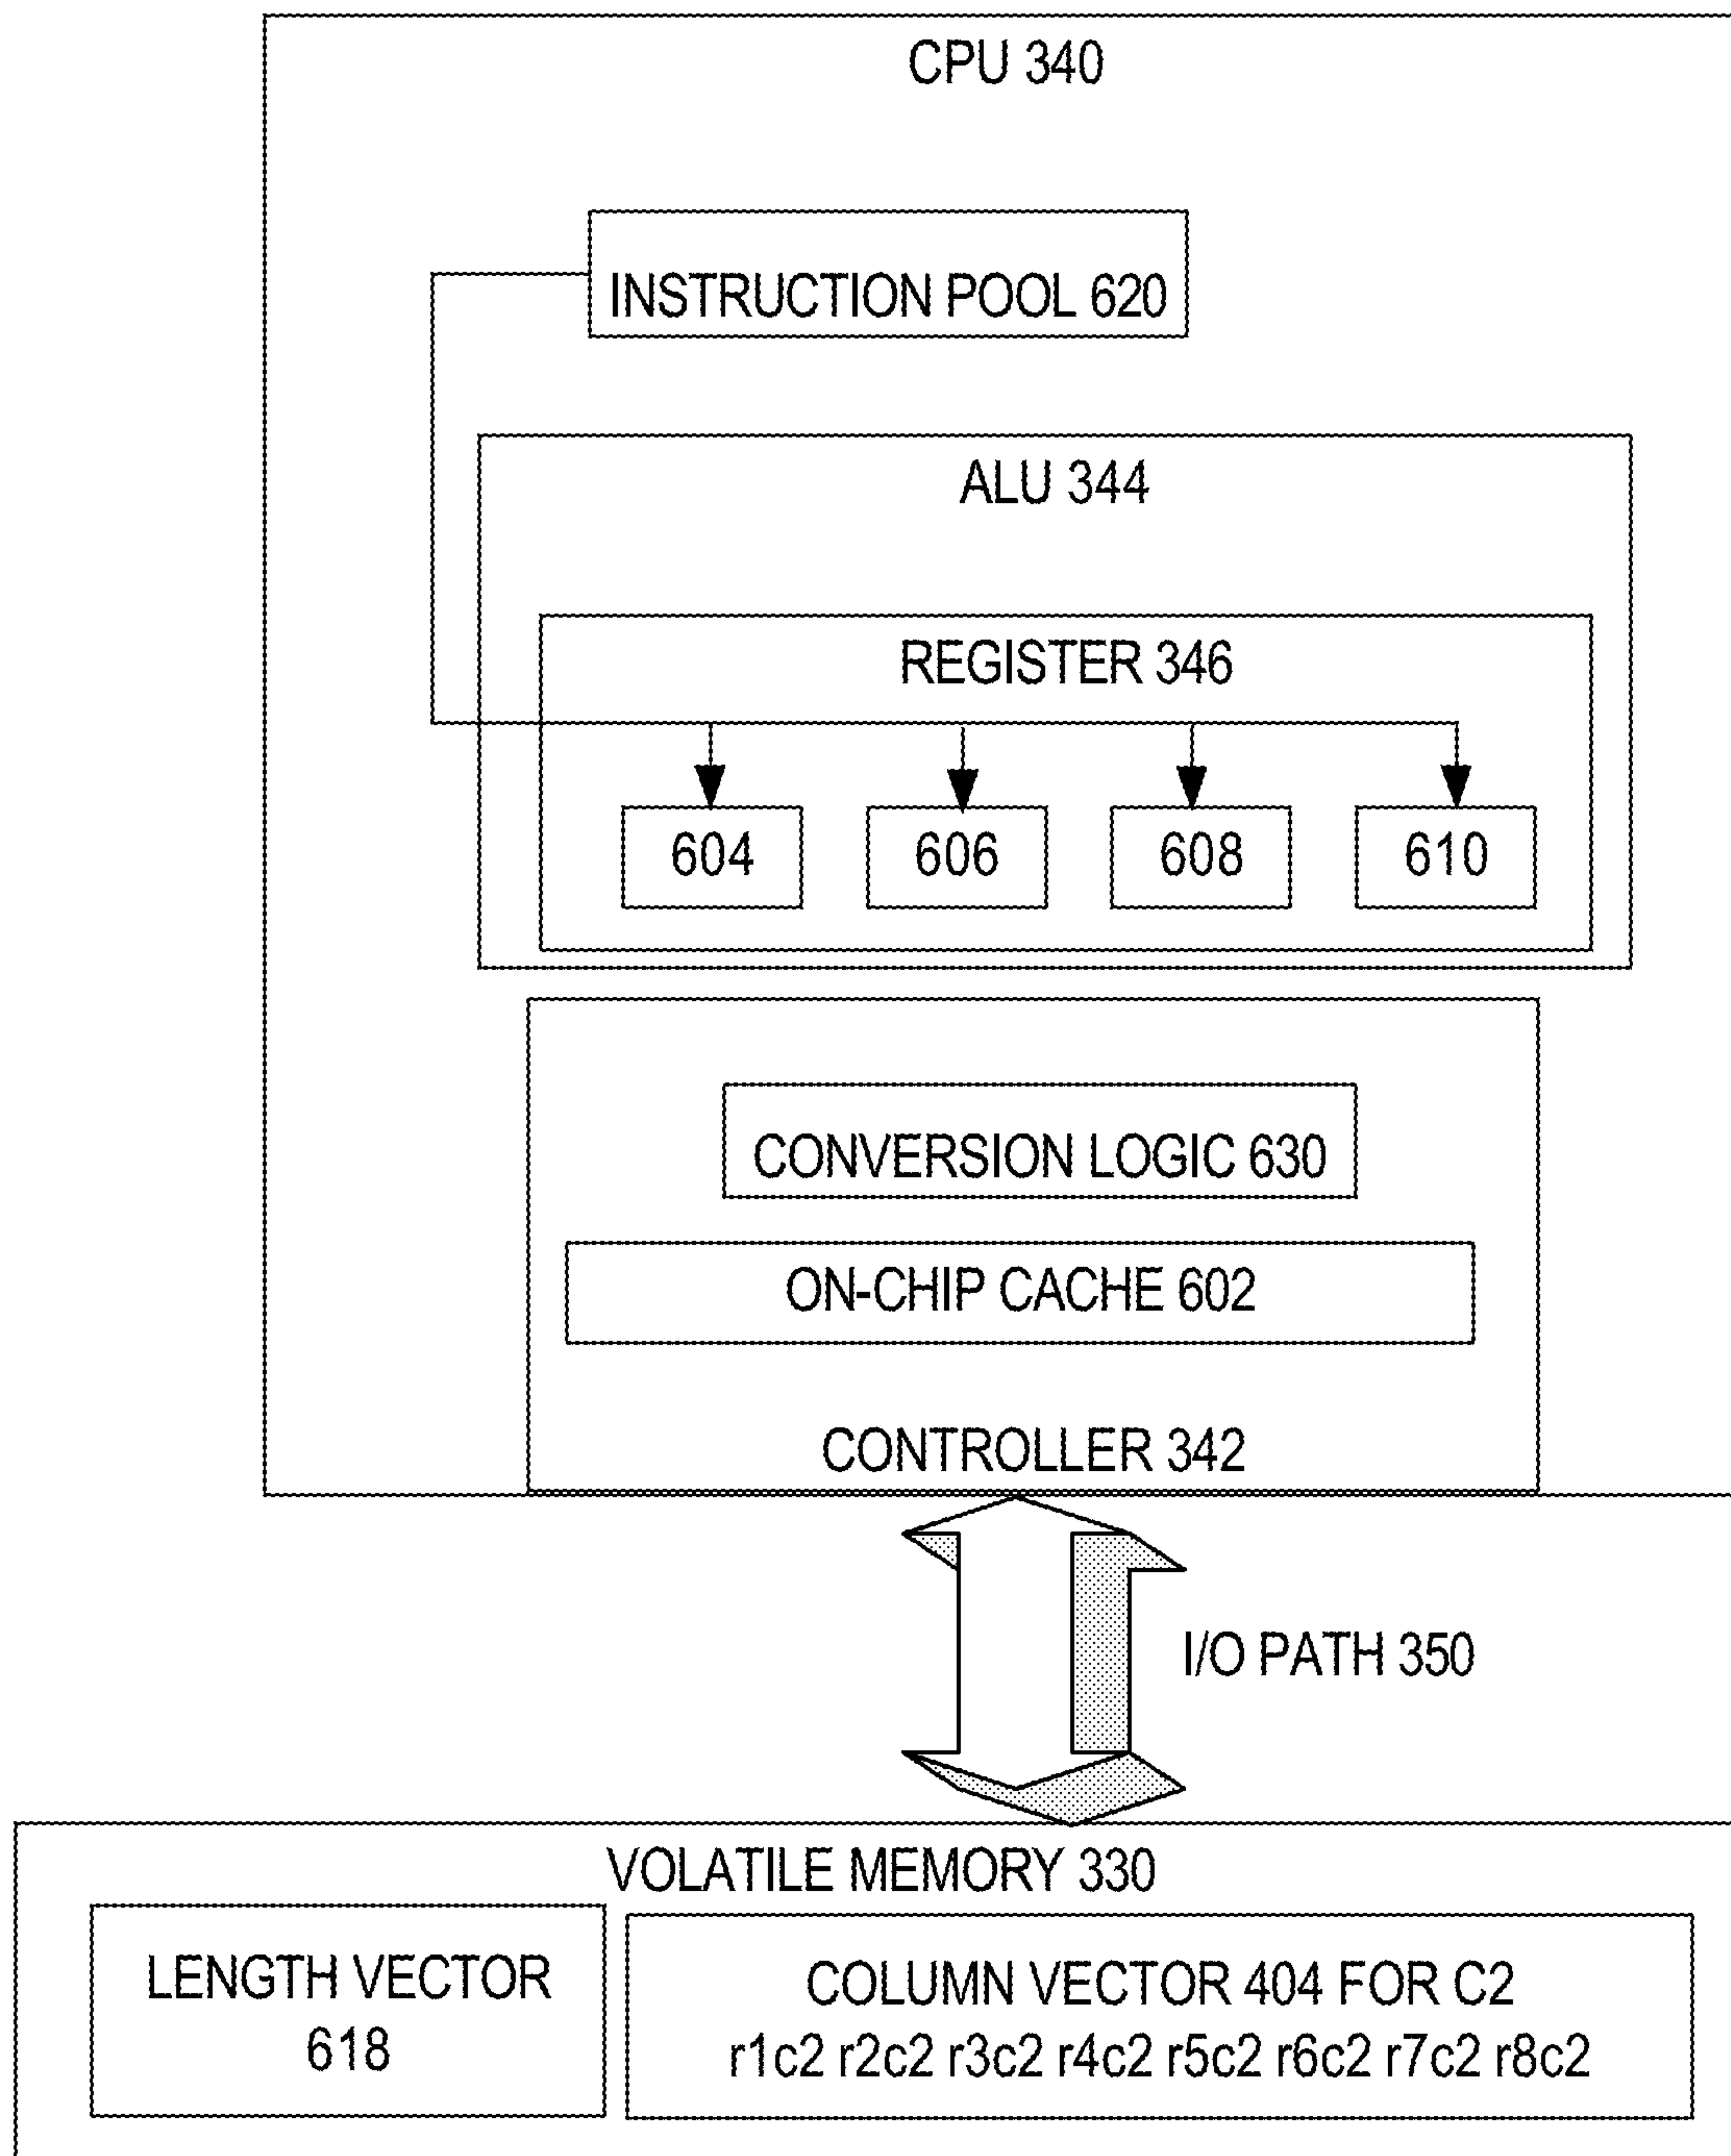 CPU 340
INSTRUCTION POOL 620
ALU 344
REGISTER 346
604 606 608 610
CONVERSION LOGIC 630
ON-CHIP CACHE 602
CONTROLLER 342
I/O PATH 350
VOLATILE MEMORY 330
LENGTH VECTOR
618
COLUMN VECTOR 404 FOR C2
r1c2 r2c2 r3c2 r4c2 r5c2 r6c2 r7c2 r8c2